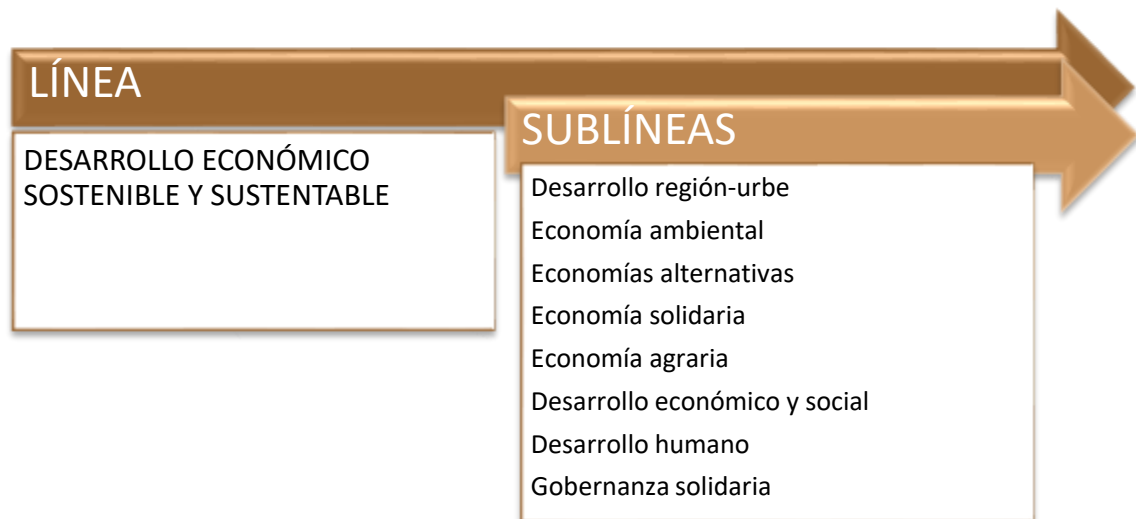 LÍNEA
DESARROLLO ECONÓMICO
SOSTENIBLE Y SUSTENTABLE
SUBLÍNEAS
Desarrollo región-urbe
Economía ambiental
Economías alternativas
Economía solidaria
Economía agraria
Desarrollo económico y social
Desarrollo humano
Gobernanza solidaria